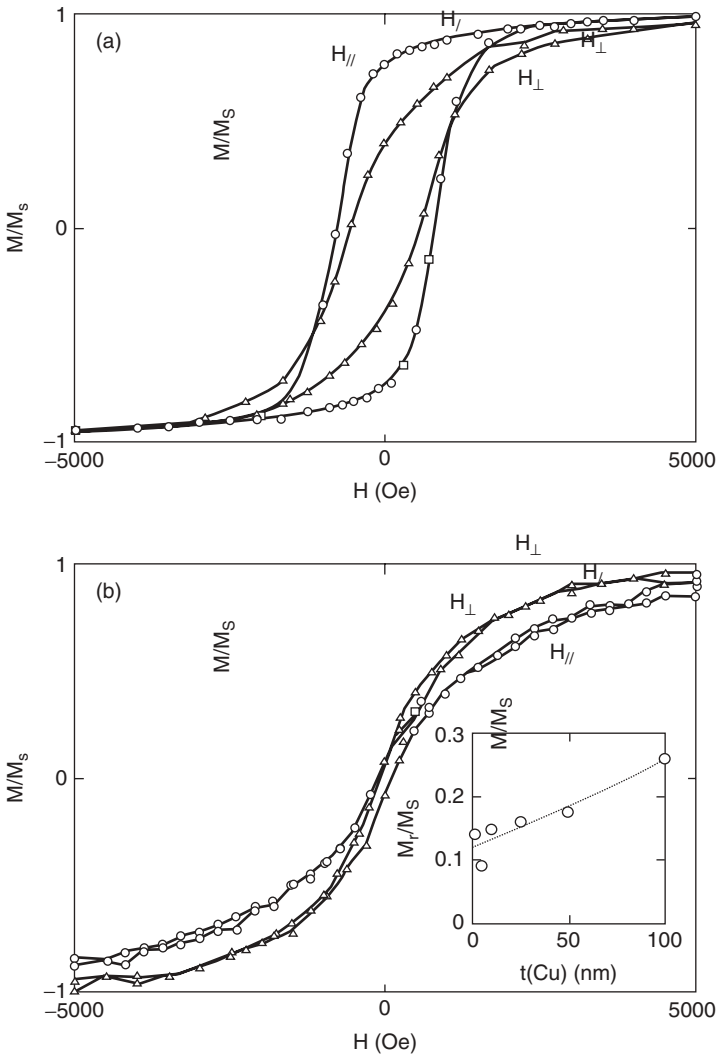 1
(a)
H/
H//
H⊥
H⊥
M/MS
M/Ms
0
−1
−5000
0
5000
H (Oe)
H⊥
1
(b)
H/
H⊥
M/MS
H//
M/MS
0.3
M/Ms
0
0.2
Mr/MS
0.1
0
0
50
100
t(Cu) (nm)
−1
−5000
0
5000
H (Oe)